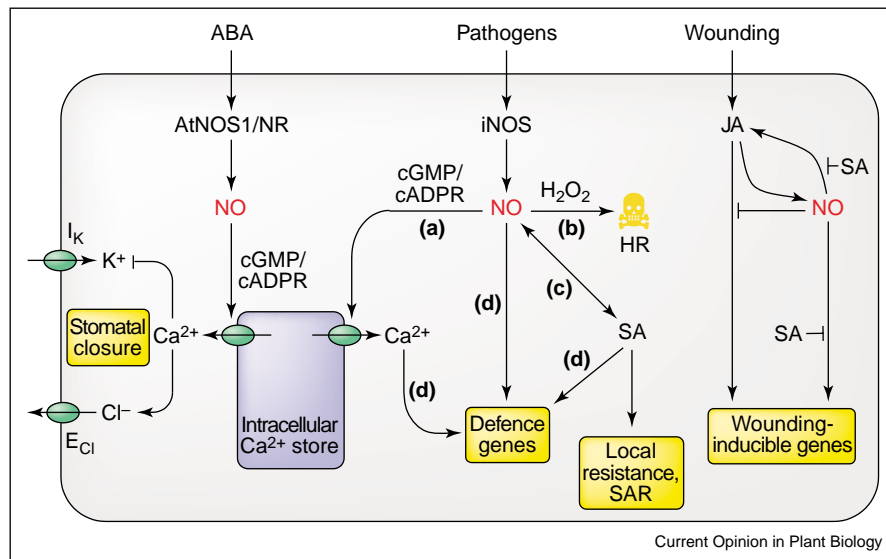 ABA
Pathogens
Wounding
AtNOS1/NR
iNOS
JA
cGMP/
cADPR
H2O2
SA
NO
NO
NO
(a)
(b)
HR
IK
K+
cGMP/
cADPR
(c)
(d)
Stomatal
closure
Ca2+
Ca2+
SA
SA
(d)
(d)
Cl–
ECl
Intracellular
Ca2+ store
Defence
genes
Wounding-
inducible genes
Local
resistance,
SAR
Current Opinion in Plant Biology